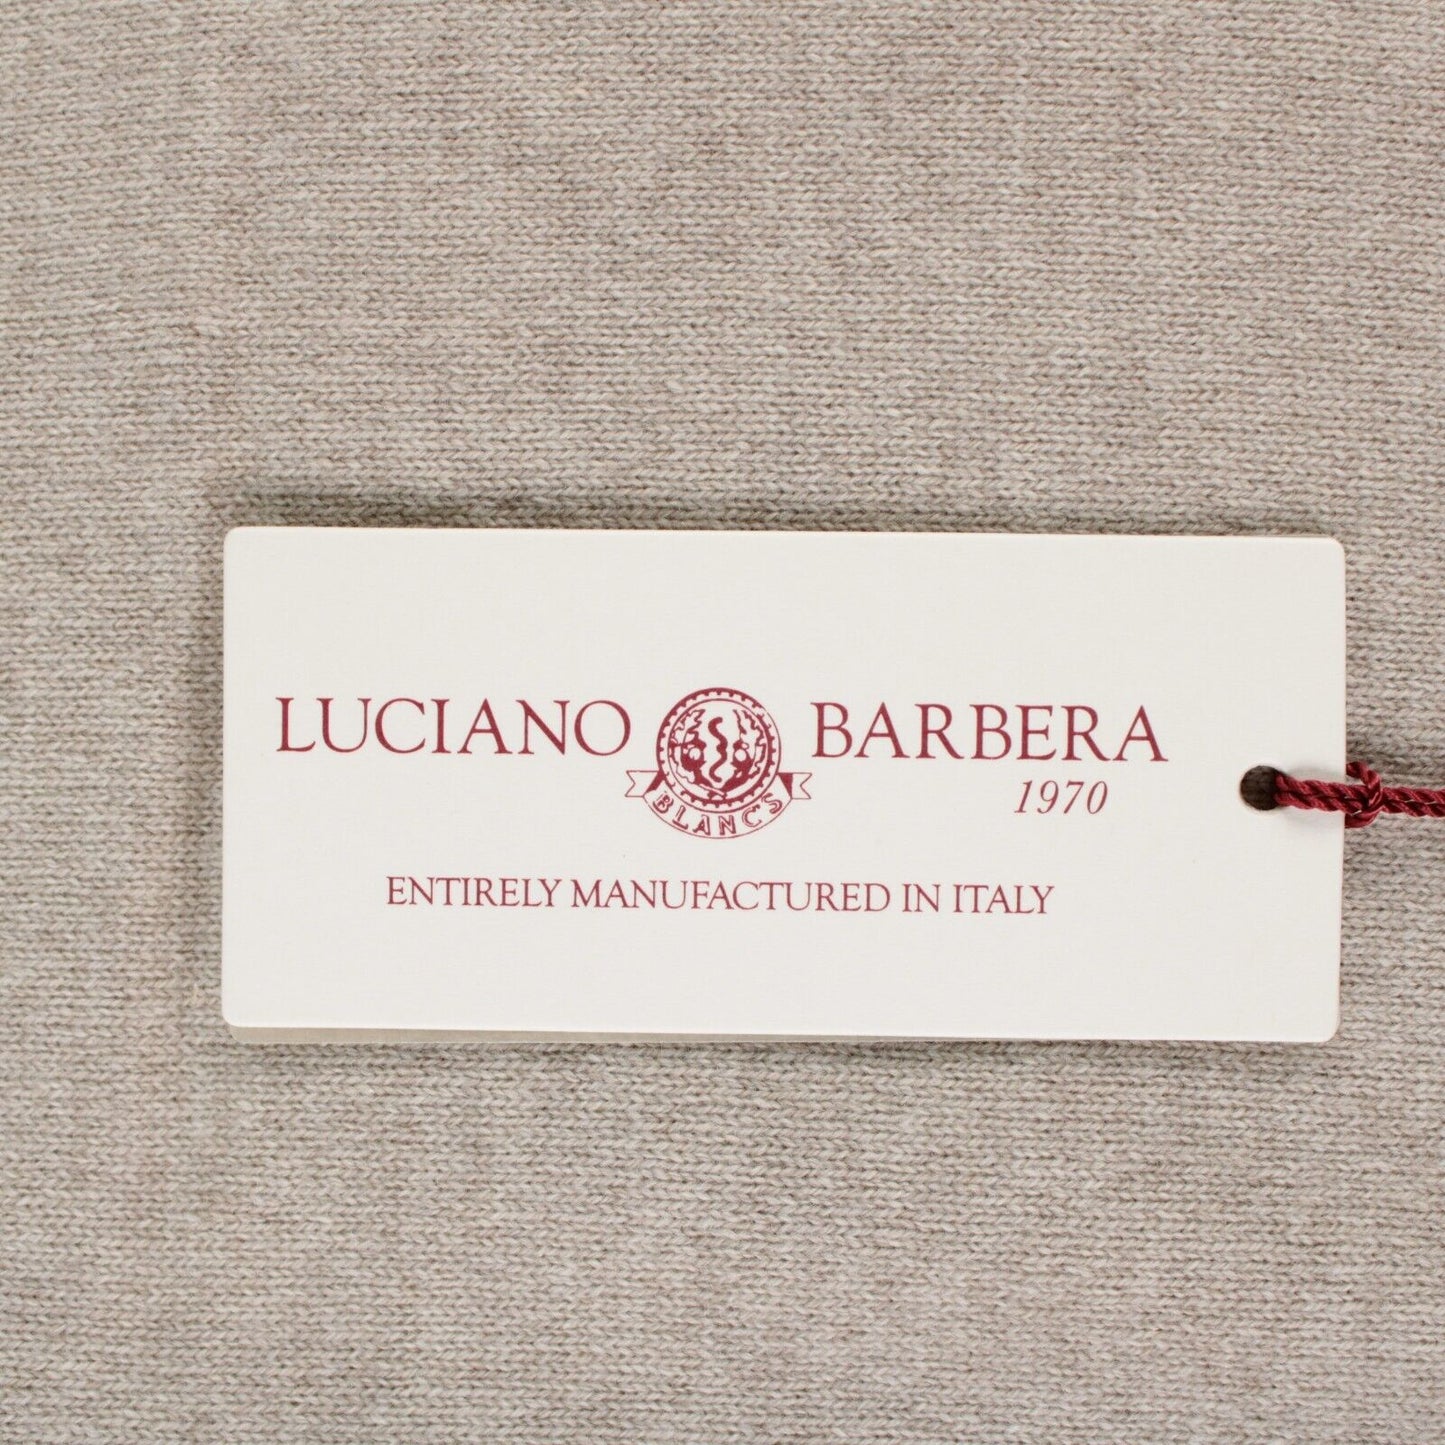 LUCIANO BARBERA
BLANC'S
1970
ENTIRELY MANUFACTURED IN ITALY